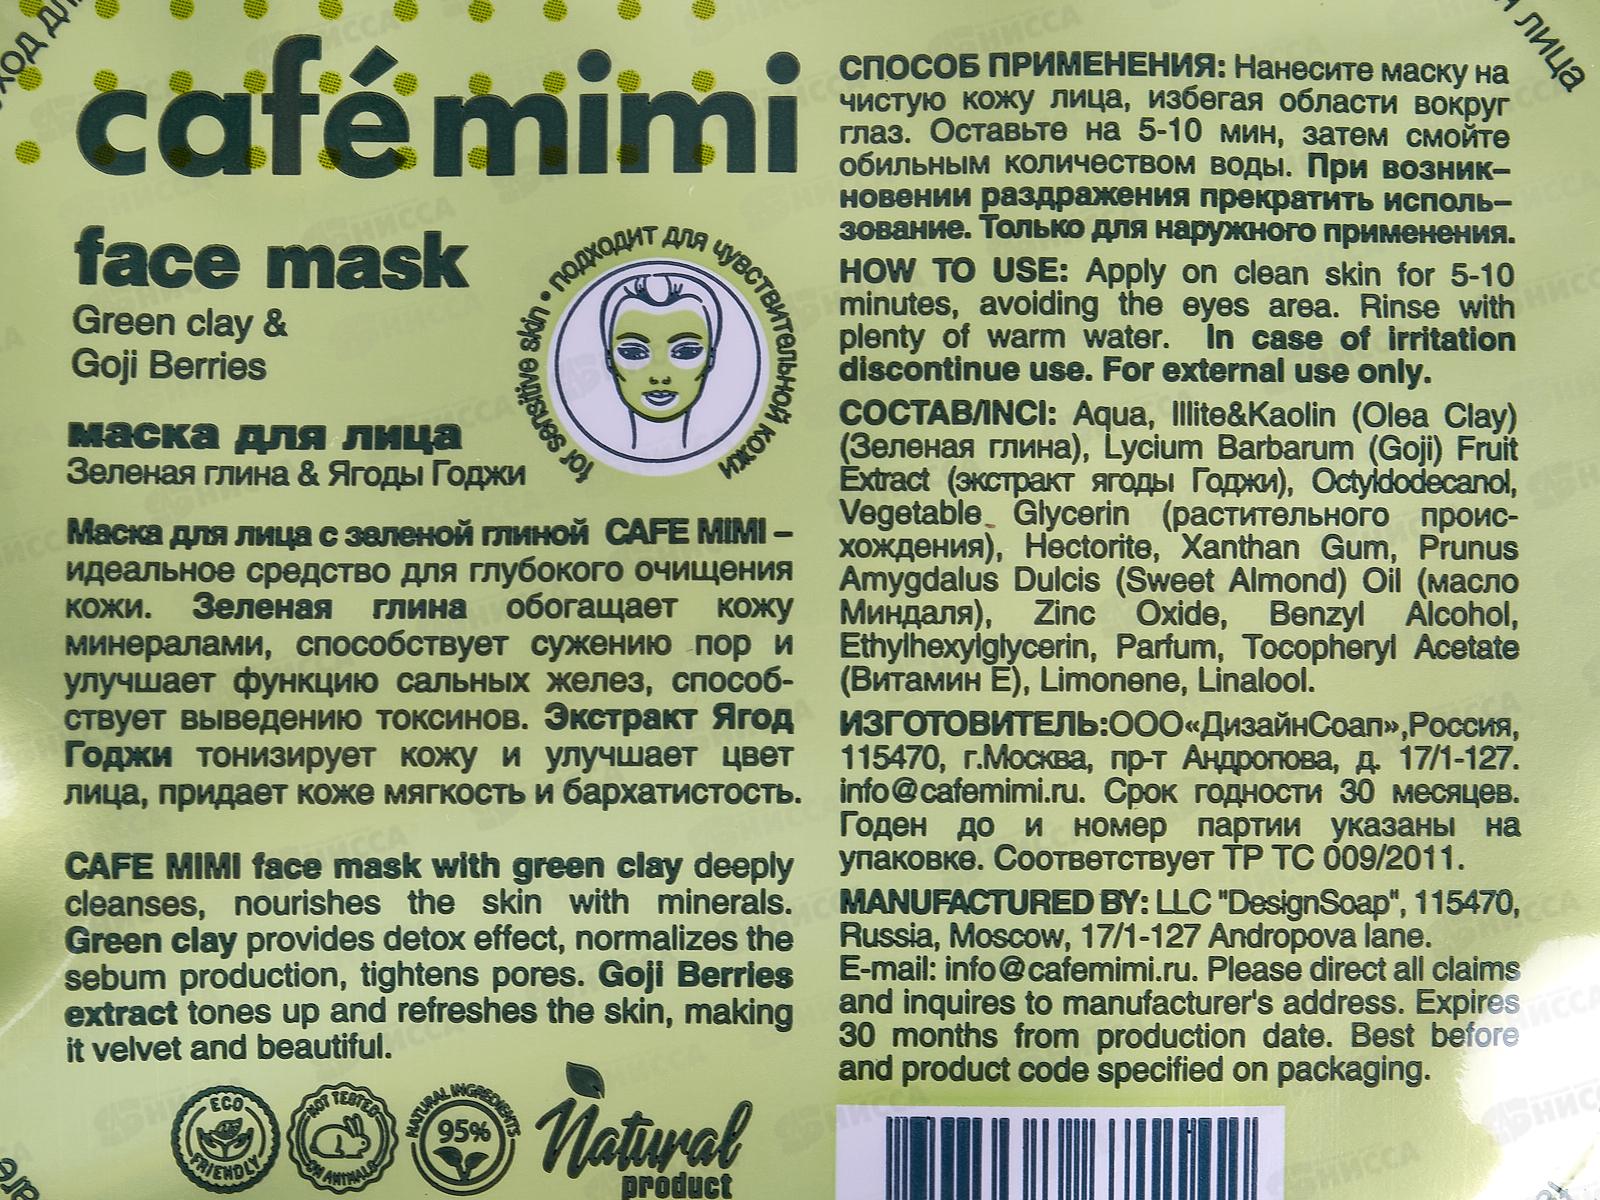 ход для
я лица
cafémimi
face mask
Green clay &
Goji Berries
for sensitive skin • подходит для чувствительной кожи
маска для лица
Зеленая глина & Ягоды Годжи
Маска для лица с зеленой глиной CAFE MIMI –
идеальное средство для глубокого очищения
кожи. Зеленая глина обогащает кожу
минералами, способствует сужению пор и
улучшает функцию сальных желез, способ-
ствует выведению токсинов. Экстракт Ягод
Годжи тонизирует кожу и улучшает цвет
лица, придает коже мягкость и бархатистость.
CAFE MIMI face mask with green clay deeply
cleanses, nourishes the skin with minerals.
Green clay provides detox effect, normalizes the
sebum production, tightens pores. Goji Berries
extract tones up and refreshes the skin, making
it velvet and beautiful.
ECO FRIENDLY
NOT TESTED ON ANIMALS
NATURAL INGREDIENTS 95%
Natural
product
СПОСОБ ПРИМЕНЕНИЯ: Нанесите маску на
чистую кожу лица, избегая области вокруг
глаз. Оставьте на 5-10 мин, затем смойте
обильным количеством воды. При возник–
новении раздражения прекратить исполь–
зование. Только для наружного применения.
HOW TO USE: Apply on clean skin for 5-10
minutes, avoiding the eyes area. Rinse with
plenty of warm water. In case of irritation
discontinue use. For external use only.
СОСТАВ/INCI: Aqua, Illite&Kaolin (Olea Clay)
(Зеленая глина), Lycium Barbarum (Goji) Fruit
Extract (экстракт ягоды Годжи), Octyldodecanol,
Vegetable Glycerin (растительного проис-
хождения), Hectorite, Xanthan Gum, Prunus
Amygdalus Dulcis (Sweet Almond) Oil (масло
Миндаля), Zinc Oxide, Benzyl Alcohol,
Ethylhexylglycerin, Parfum, Tocopheryl Acetate
(Витамин Е), Limonene, Linalool.
ИЗГОТОВИТЕЛЬ:ООО«ДизайнСоап»,Россия,
115470, г.Москва, пр-т Андропова, д. 17/1-127.
info@cafemimi.ru. Срок годности 30 месяцев.
Годен до и номер партии указаны на
упаковке. Соответствует ТР ТС 009/2011.
MANUFACTURED BY: LLC "DesignSoap", 115470,
Russia, Moscow, 17/1-127 Andropova lane.
E-mail: info@cafemimi.ru. Please direct all claims
and inquires to manufacturer's address. Expires
30 months from production date. Best before
and product code specified on packaging.